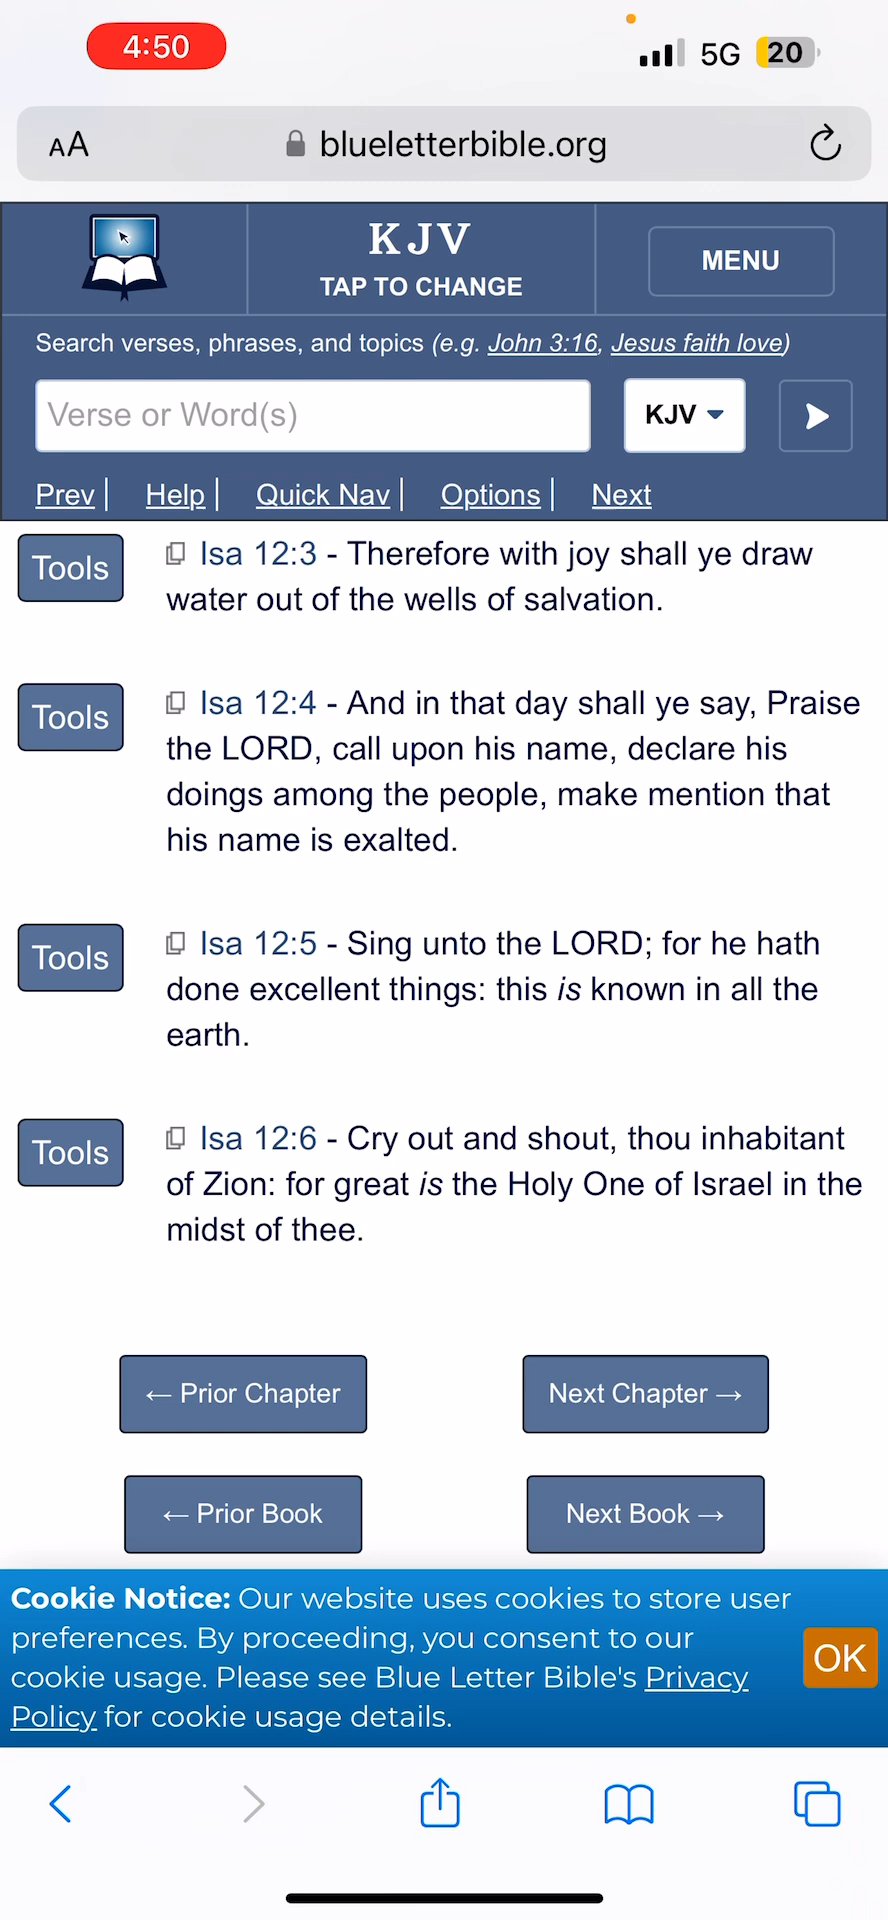 4:50
5G 20
AA blueletterbible.org
KJV
TAP TO CHANGE
MENU
Search verses, phrases, and topics (e.g. John 3:16, Jesus faith love)
Verse or Word(s)
KJV
Prev | Help | Quick Nav | Options | Next
Tools
Isa 12:3 - Therefore with joy shall ye draw
water out of the wells of salvation.
Tools
Isa 12:4 - And in that day shall ye say, Praise
the LORD, call upon his name, declare his
doings among the people, make mention that
his name is exalted.
Tools
Isa 12:5 - Sing unto the LORD; for he hath
done excellent things: this is known in all the
earth.
Tools
Isa 12:6 - Cry out and shout, thou inhabitant
of Zion: for great is the Holy One of Israel in the
midst of thee.
← Prior Chapter
Next Chapter →
← Prior Book
Next Book →
Cookie Notice: Our website uses cookies to store user
preferences. By proceeding, you consent to our
cookie usage. Please see Blue Letter Bible's Privacy
Policy for cookie usage details.
OK